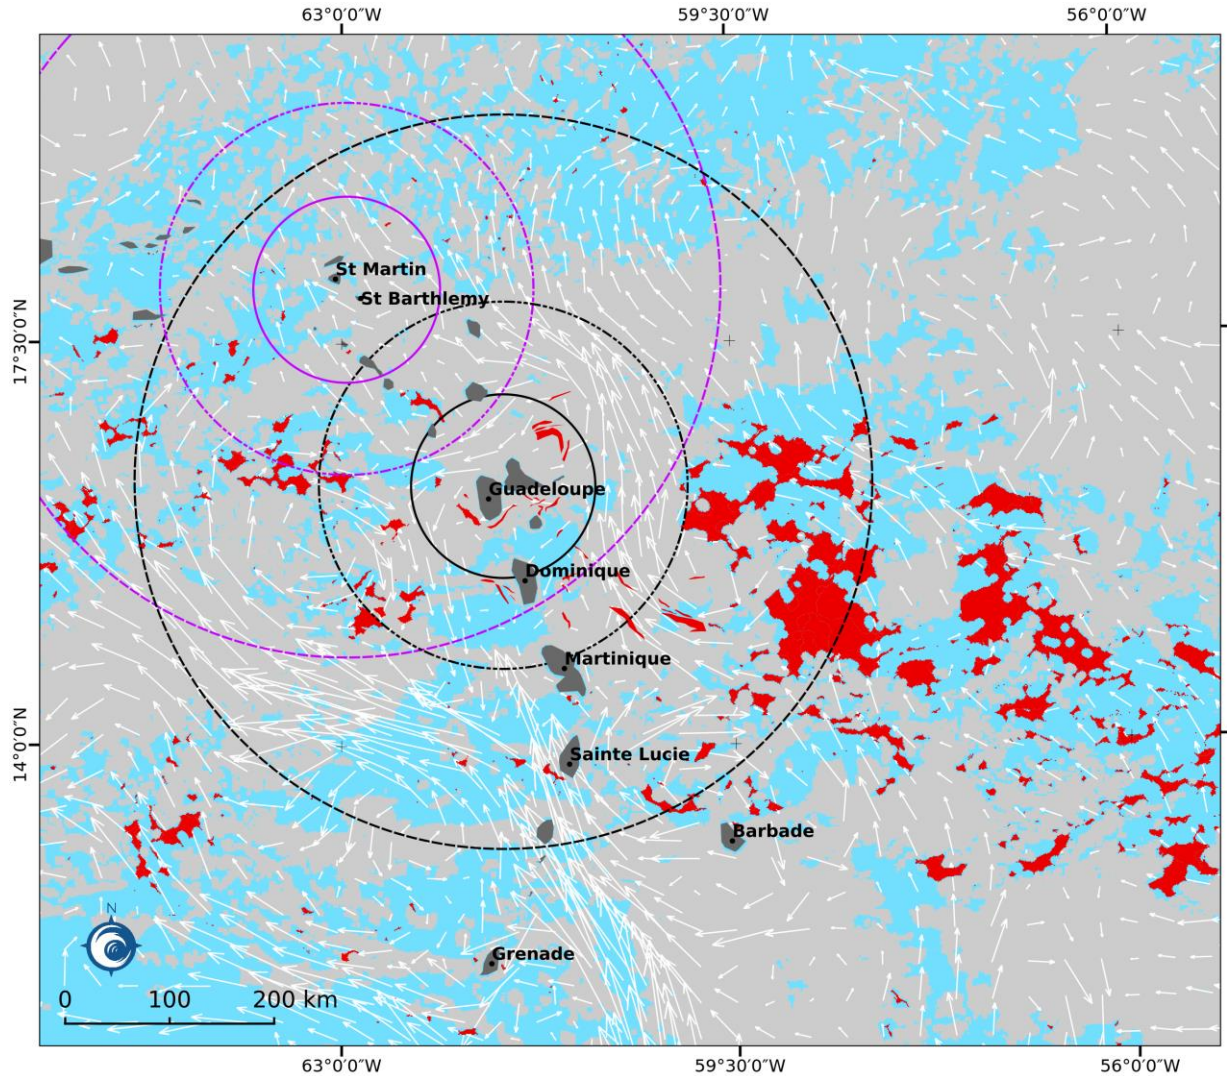 63°0′0″W 59°30′0″W 56°0′0″W
St Martin
St Barthlemy
17°30′0″N
Guadeloupe
Dominique
Martinique
14°0′0″N
Sainte Lucie
Barbade
N
Grenade
0 100 200 km
63°0′0″W 59°30′0″W 56°0′0″W